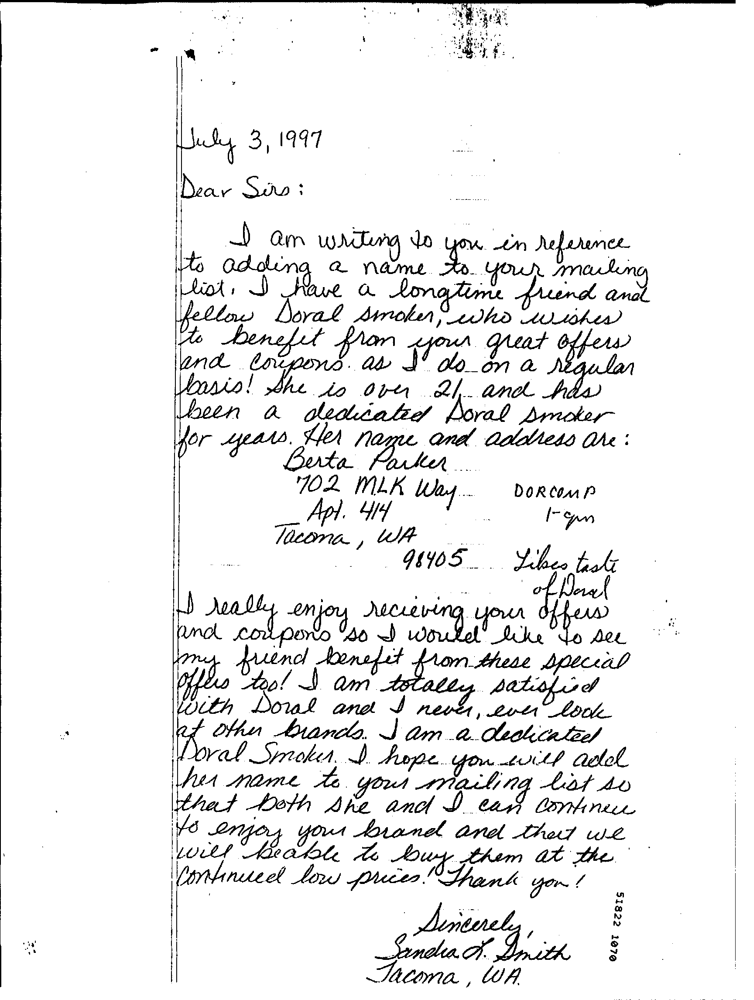 July 3, 1997
Dear Sirs:
I am writing to you in reference
to adding a name to your mailing
list. I have a longtime friend and
fellow Doral smoker, who wishes
to benefit from your great offers
and coupons as I do on a regular
basis! She is over 21 and has
been a dedicated Doral smoker
for years. Her name and address are:
Berta Parker
702 MLK Way
Apt. 414
Tacoma, WA
98405
DORCOMP
Likes taste
of Doral
I really enjoy recieving your offers
and coupons so I would like to see
my friend benefit from these special
offers too! I am totally satisfied
with Doral and I never, ever look
at other brands. I am a dedicated
Doral Smoker. I hope you will add
her name to your mailing list so
that both she and I can continue
to enjoy your brand and that we
will beable to buy them at the
continued low prices! Thank you!
Sincerely,
Sandra L. Smith
Tacoma, WA.
51822 1070